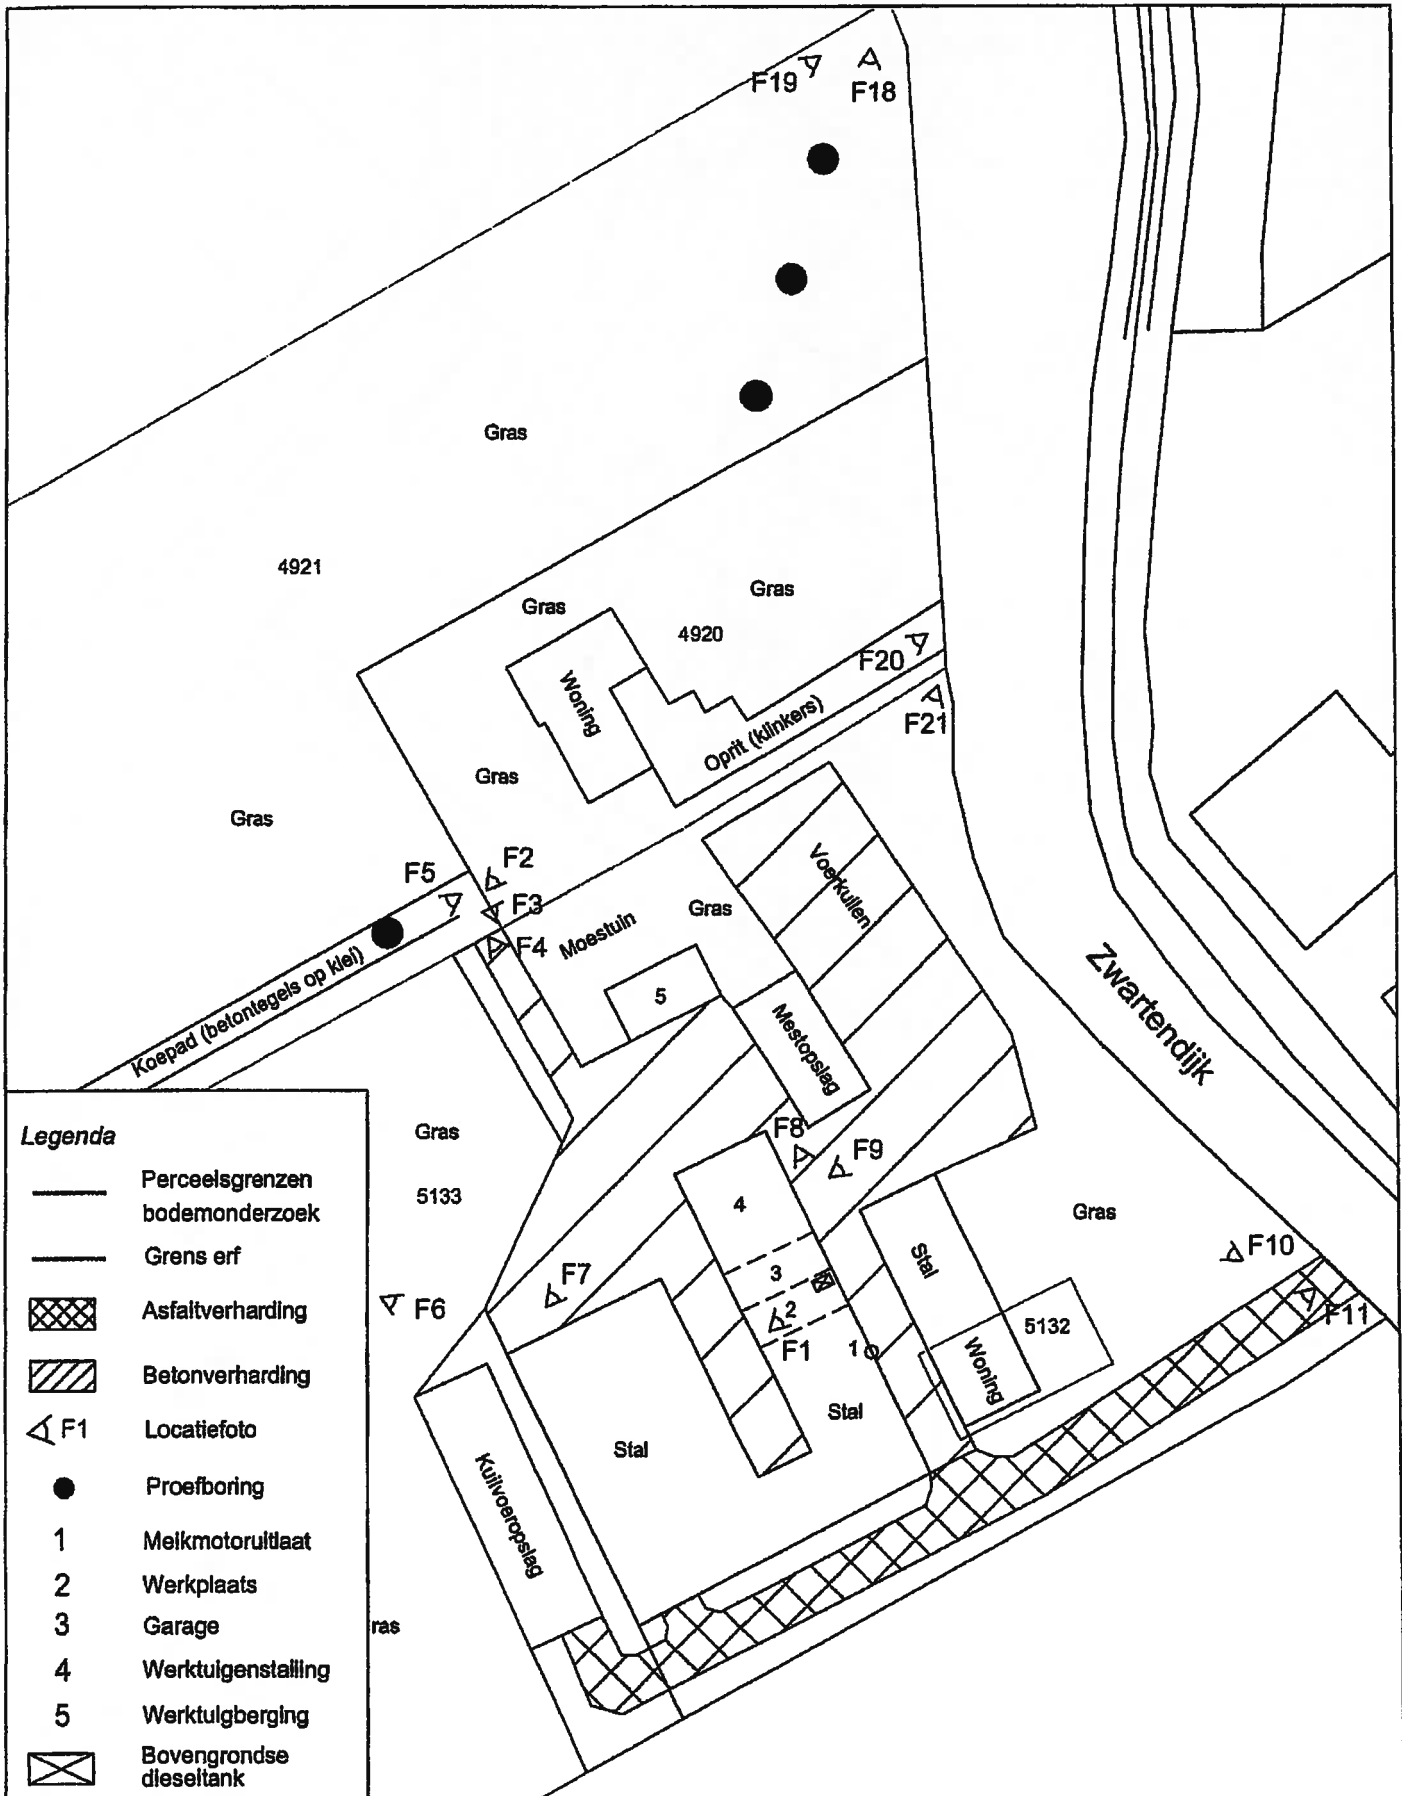 F19
F18
Gras
4921
Gras
Gras
4920
F20
Woning
F21
Oprit (klinkers)
Gras
Gras
F2
F5
F3
F4
Moestuin
Gras
Voerkuilen
5
Koepad (betontegels op klei)
Mestopslag
Zwartendijk
Gras
5133
F8
F9
4
Gras
F10
Stal
3
F7
F6
2
F1
1
5132
F11
Woning
Stal
Stal
Kuilvoeropslag
ras
Legenda
Perceelsgrenzen
bodemonderzoek
Grens erf
Asfaltverharding
Betonverharding
F1 Locatiefoto
Proefboring
1 Melkmotoruitlaat
2 Werkplaats
3 Garage
4 Werktuigenstalling
5 Werktuigberging
Bovengrondse
dieseltank